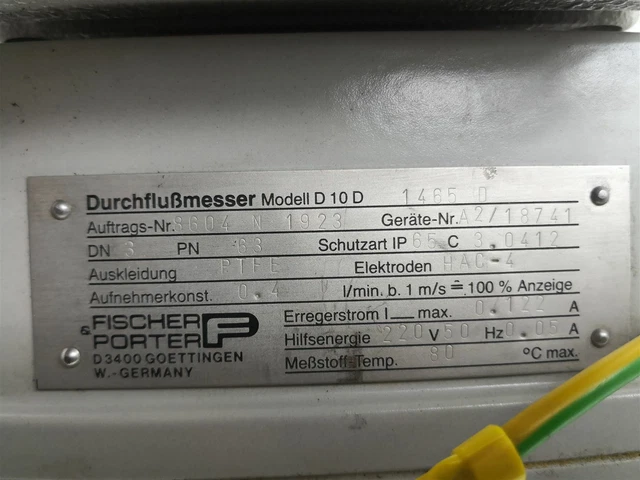 Durchflußmesser Modell D 10 D 1465 D
Auftrags-Nr. 8604 N 1923 Geräte-Nr. A2/18741
DN 3 PN 63 Schutzart IP 65 C 3.0412
Auskleidung PTFE Elektroden HAC-4
Aufnehmerkonst. 0.4 l/min. b. 1 m/s ≙ 100 % Anzeige
FISCHER & PORTER FP
Erregerstrom I max. 0.122 A
Hilfsenergie 220 V 50 Hz 0.05 A
D3400 GOETTINGEN
W.-GERMANY
Meßstoff-Temp. 80 °C max.